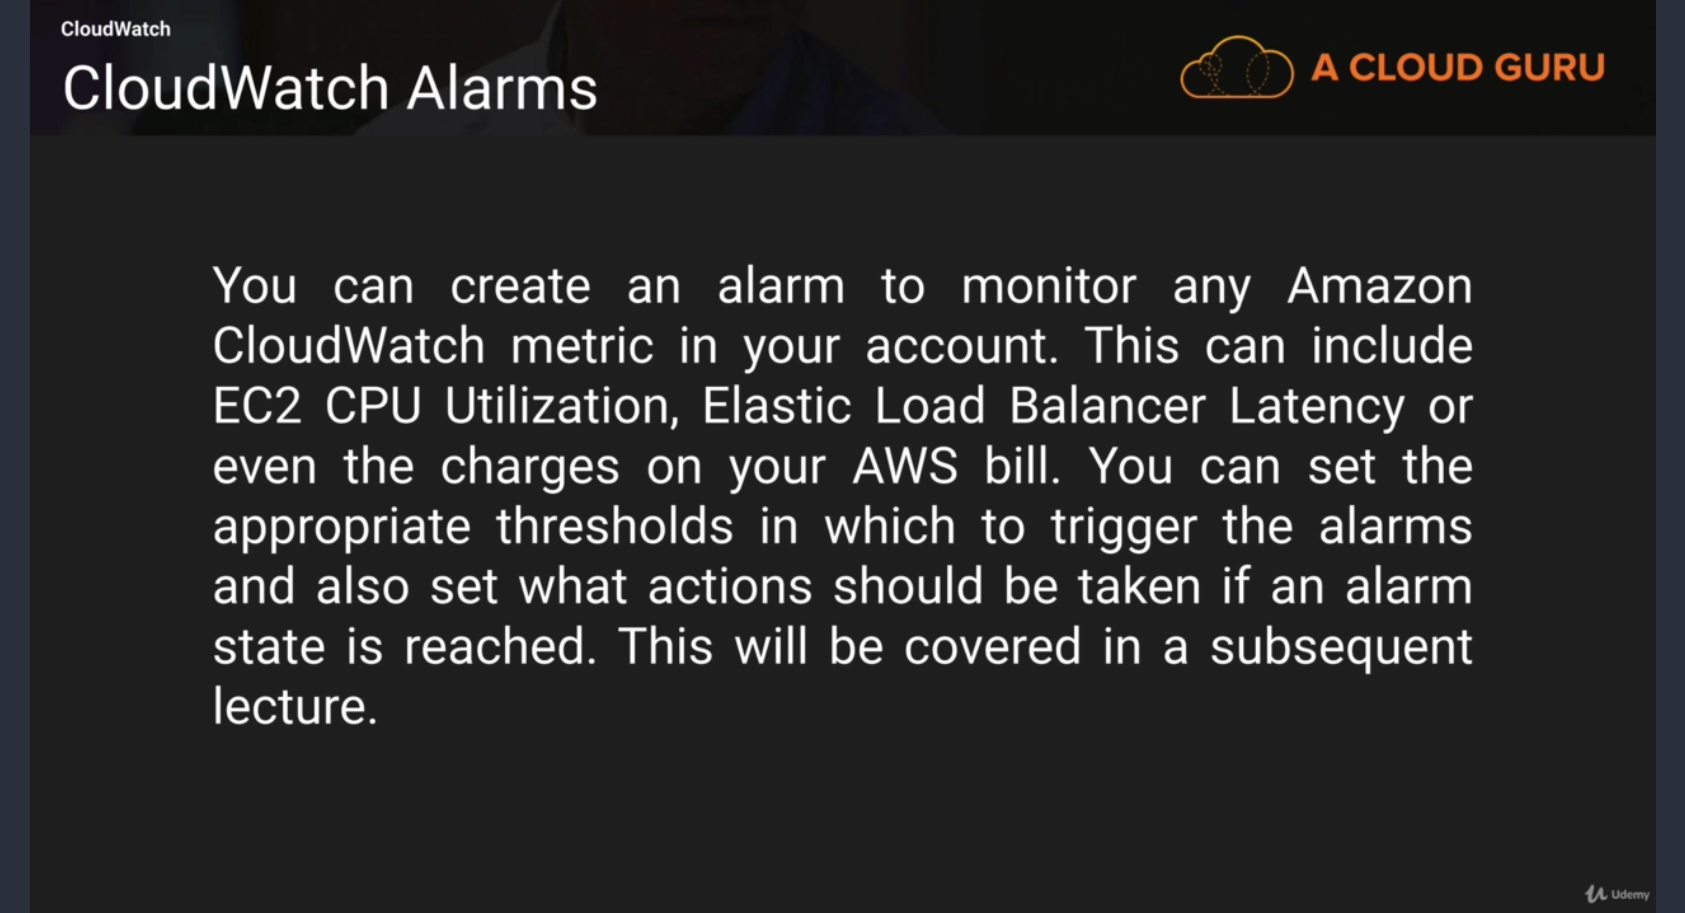 CloudWatch
CloudWatch Alarms
A CLOUD GURU
You can create an alarm to monitor any Amazon
CloudWatch metric in your account. This can include
EC2 CPU Utilization, Elastic Load Balancer Latency or
even the charges on your AWS bill. You can set the
appropriate thresholds in which to trigger the alarms
and also set what actions should be taken if an alarm
state is reached. This will be covered in a subsequent
lecture.
Udemy